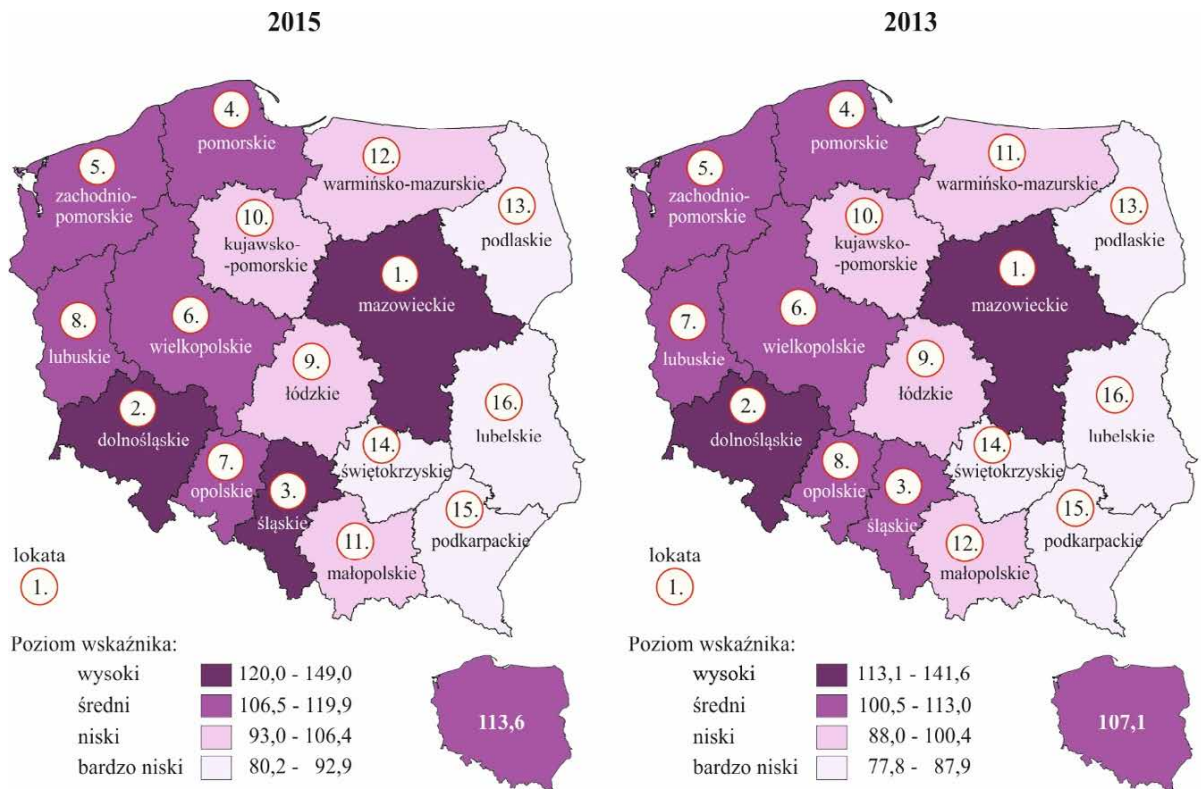 2015
4.
pomorskie
5.
zachodnio-
pomorskie
12.
warmińsko-mazurskie
10.
kujawsko-
-pomorskie
13.
podlaskie
1.
mazowieckie
8.
lubuskie
6.
wielkopolskie
9.
łódzkie
2.
dolnośląskie
16.
lubelskie
7.
opolskie
14.
świętokrzyskie
3.
śląskie
15.
podkarpackie
11.
małopolskie
lokata
1.
Poziom wskaźnika:
wysoki 120,0 - 149,0
średni 106,5 - 119,9
niski 93,0 - 106,4
bardzo niski 80,2 - 92,9
113,6
2013
4.
pomorskie
5.
zachodnio-
pomorskie
11.
warmińsko-mazurskie
10.
kujawsko-
-pomorskie
13.
podlaskie
1.
mazowieckie
7.
lubuskie
6.
wielkopolskie
9.
łódzkie
2.
dolnośląskie
16.
lubelskie
8.
opolskie
14.
świętokrzyskie
3.
śląskie
15.
podkarpackie
12.
małopolskie
lokata
1.
Poziom wskaźnika:
wysoki 113,1 - 141,6
średni 100,5 - 113,0
niski 88,0 - 100,4
bardzo niski 77,8 - 87,9
107,1